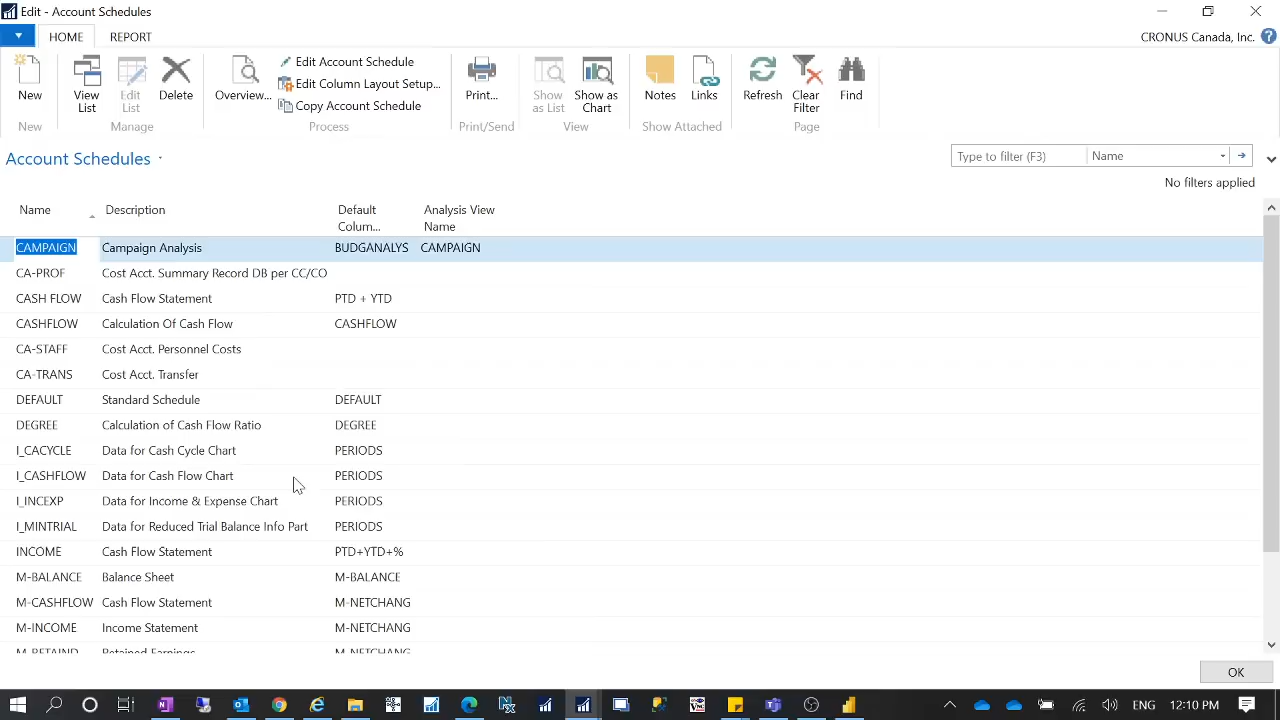 Edit - Account Schedules
HOME REPORT CRONUS Canada, Inc. ?
New View List Edit List Delete Overview... Edit Account Schedule Print... Show as List Show as Chart Notes Links Refresh Clear Filter Find
Edit Column Layout Setup...
Copy Account Schedule
New Manage Process Print/Send View Show Attached Page
Account Schedules Type to filter (F3) Name
No filters applied
Name Description Default Colum... Analysis View Name
CAMPAIGN Campaign Analysis BUDGANALYS CAMPAIGN
CA-PROF Cost Acct. Summary Record DB per CC/CO
CASH FLOW Cash Flow Statement PTD + YTD
CASHFLOW Calculation Of Cash Flow CASHFLOW
CA-STAFF Cost Acct. Personnel Costs
CA-TRANS Cost Acct. Transfer
DEFAULT Standard Schedule DEFAULT
DEGREE Calculation of Cash Flow Ratio DEGREE
I_CACYCLE Data for Cash Cycle Chart PERIODS
I_CASHFLOW Data for Cash Flow Chart PERIODS
I_INCEXP Data for Income & Expense Chart PERIODS
I_MINTRIAL Data for Reduced Trial Balance Info Part PERIODS
INCOME Cash Flow Statement PTD+YTD+%
M-BALANCE Balance Sheet M-BALANCE
M-CASHFLOW Cash Flow Statement M-NETCHANG
M-INCOME Income Statement M-NETCHANG
M-RETAIND Retained Earnings M-NETCHANG
OK
ENG 12:10 PM